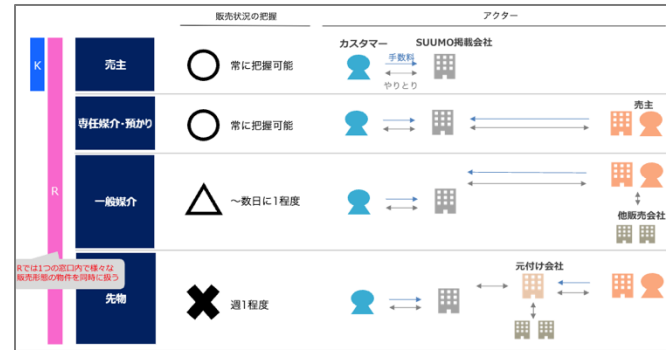 販売状況の把握
アクター
K
R
売主
常に把握可能
カスタマー
SUUMO掲載会社
手数料
やりとり
専任媒介・預かり
常に把握可能
売主
一般媒介
～数日に1程度
他販売会社
Rでは1つの窓口内で様々な
販売形態の物件を同時に扱う
先物
週1程度
元付け会社